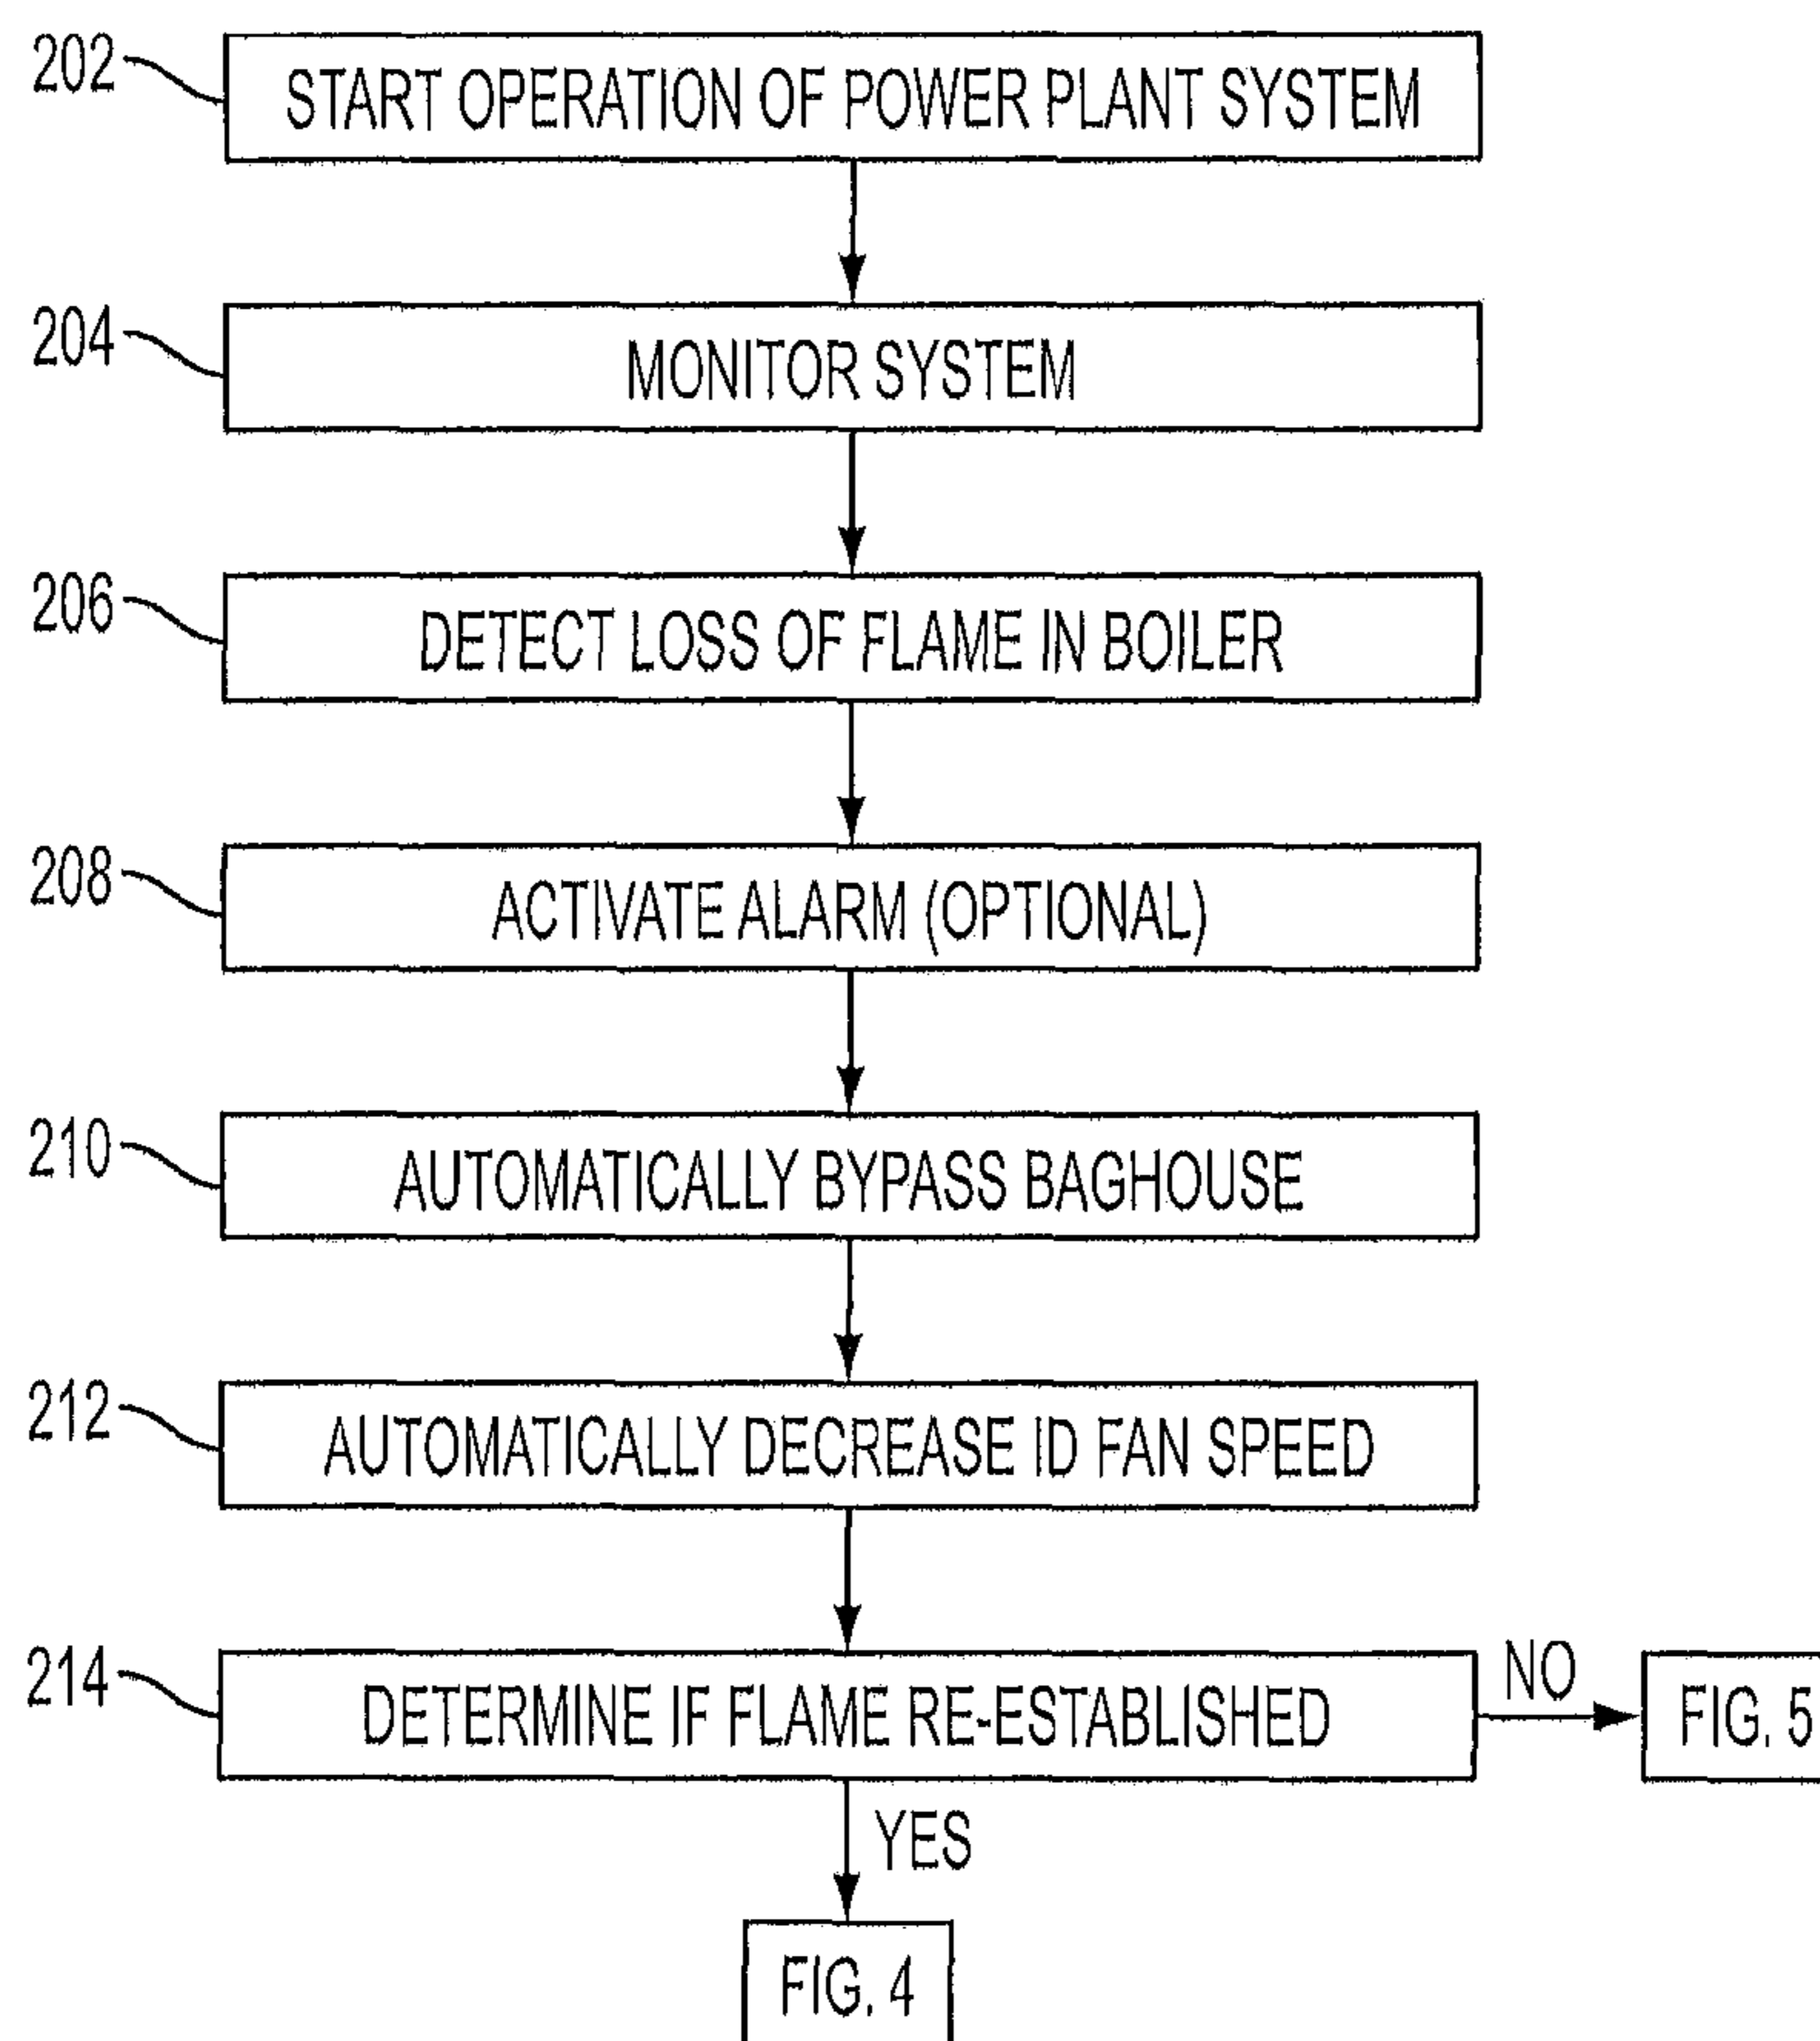 202
START OPERATION OF POWER PLANT SYSTEM
204
MONITOR SYSTEM
206
DETECT LOSS OF FLAME IN BOILER
208
ACTIVATE ALARM (OPTIONAL)
210
AUTOMATICALLY BYPASS BAGHOUSE
212
AUTOMATICALLY DECREASE ID FAN SPEED
214
DETERMINE IF FLAME RE-ESTABLISHED
NO
FIG. 5
YES
FIG. 4